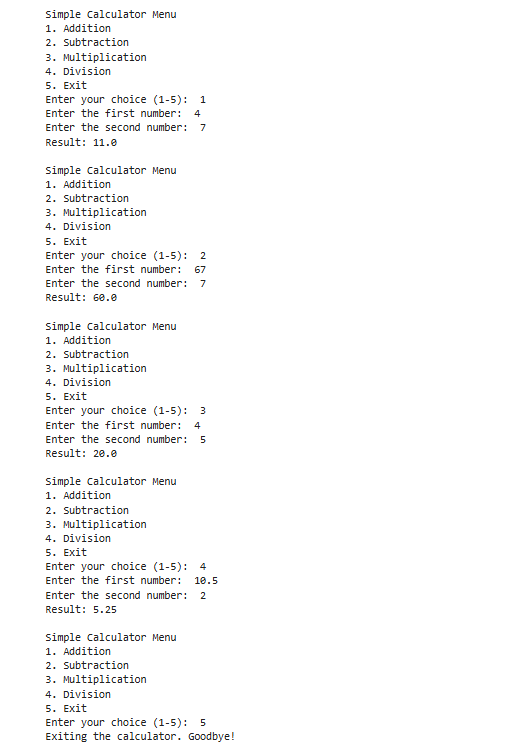 Simple Calculator Menu
1. Addition
2. Subtraction
3. Multiplication
4. Division
5. Exit
Enter your choice (1-5):  1
Enter the first number:  4
Enter the second number:  7
Result: 11.0

Simple Calculator Menu
1. Addition
2. Subtraction
3. Multiplication
4. Division
5. Exit
Enter your choice (1-5):  2
Enter the first number:  67
Enter the second number:  7
Result: 60.0

Simple Calculator Menu
1. Addition
2. Subtraction
3. Multiplication
4. Division
5. Exit
Enter your choice (1-5):  3
Enter the first number:  4
Enter the second number:  5
Result: 20.0

Simple Calculator Menu
1. Addition
2. Subtraction
3. Multiplication
4. Division
5. Exit
Enter your choice (1-5):  4
Enter the first number:  10.5
Enter the second number:  2
Result: 5.25

Simple Calculator Menu
1. Addition
2. Subtraction
3. Multiplication
4. Division
5. Exit
Enter your choice (1-5):  5
Exiting the calculator. Goodbye!